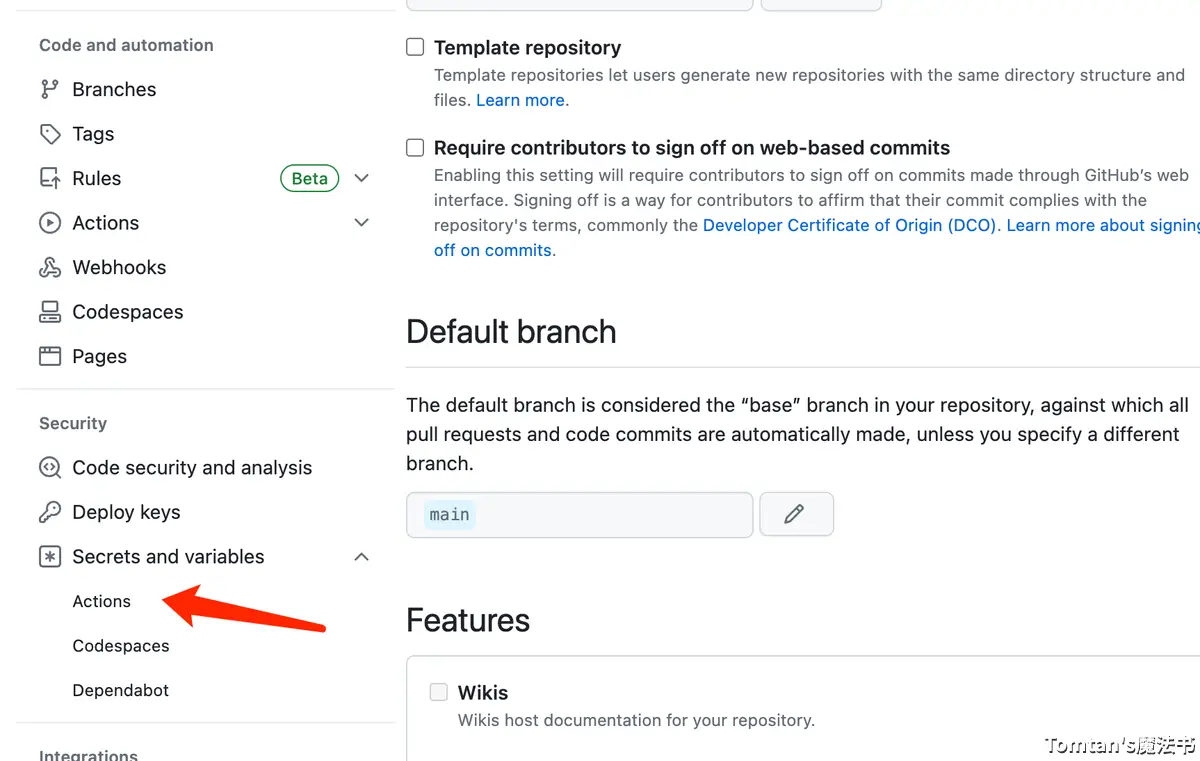 Code and automation
Branches
Tags
Rules
Beta
Actions
Webhooks
Codespaces
Pages
Security
Code security and analysis
Deploy keys
Secrets and variables
Actions
Codespaces
Dependabot
Integrations
Template repository
Template repositories let users generate new repositories with the same directory structure and
files. Learn more.
Require contributors to sign off on web-based commits
Enabling this setting will require contributors to sign off on commits made through GitHub’s web
interface. Signing off is a way for contributors to affirm that their commit complies with the
repository's terms, commonly the Developer Certificate of Origin (DCO). Learn more about signing
off on commits.
Default branch
The default branch is considered the “base” branch in your repository, against which all
pull requests and code commits are automatically made, unless you specify a different
branch.
main
Features
Wikis
Wikis host documentation for your repository.
Tomtan's魔法书